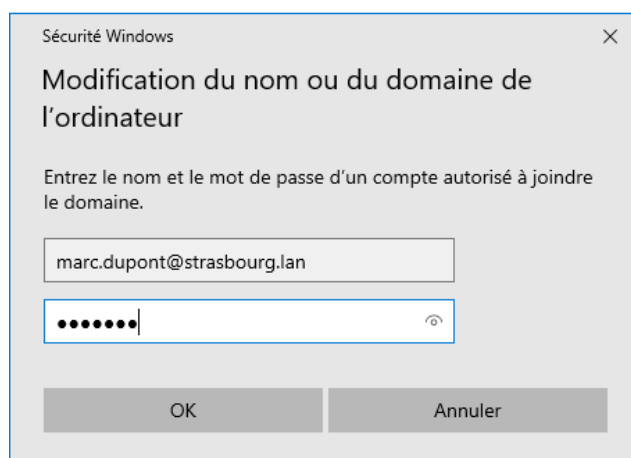 Sécurité Windows
Modification du nom ou du domaine de
l’ordinateur
Entrez le nom et le mot de passe d’un compte autorisé à joindre
le domaine.
marc.dupont@strasbourg.lan
●●●●●●●
OK Annuler